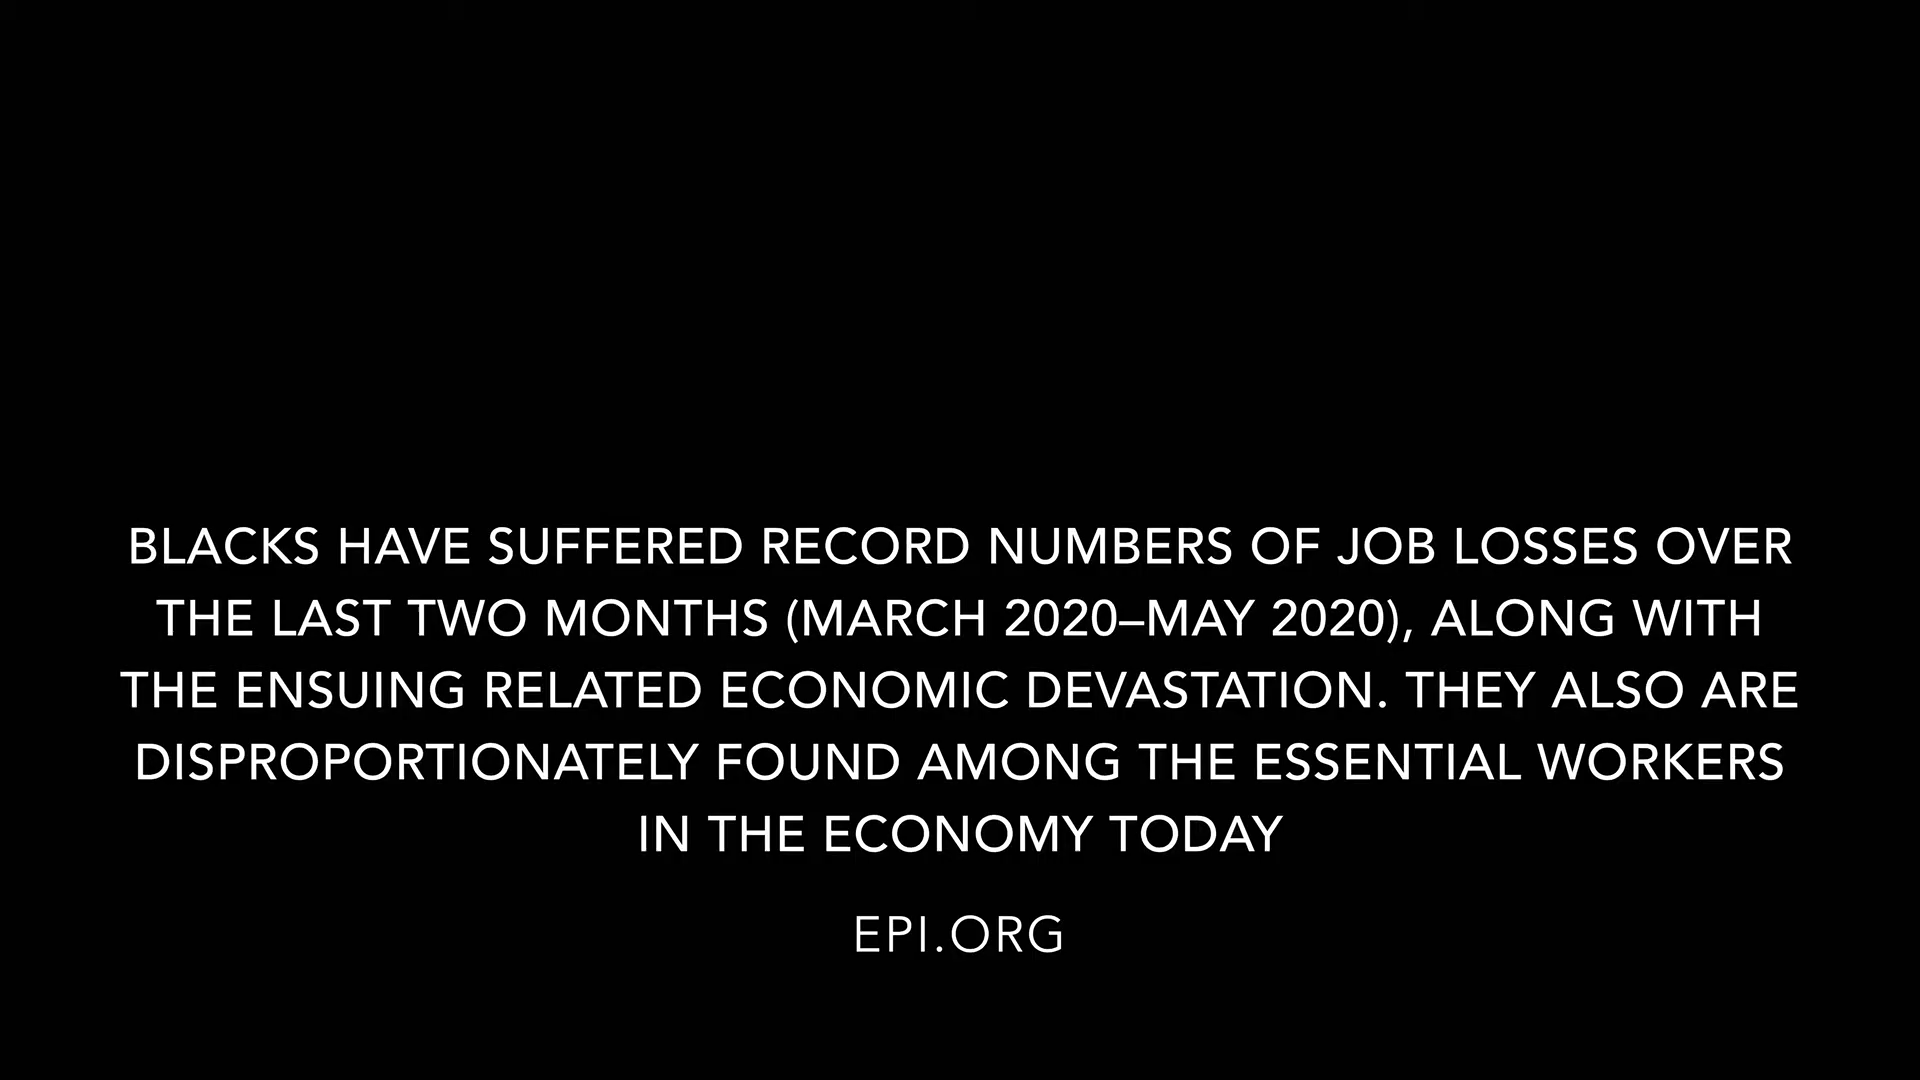 BLACKS HAVE SUFFERED RECORD NUMBERS OF JOB LOSSES OVER
THE LAST TWO MONTHS (MARCH 2020–MAY 2020), ALONG WITH
THE ENSUING RELATED ECONOMIC DEVASTATION. THEY ALSO ARE
DISPROPORTIONATELY FOUND AMONG THE ESSENTIAL WORKERS
IN THE ECONOMY TODAY
EPI.ORG